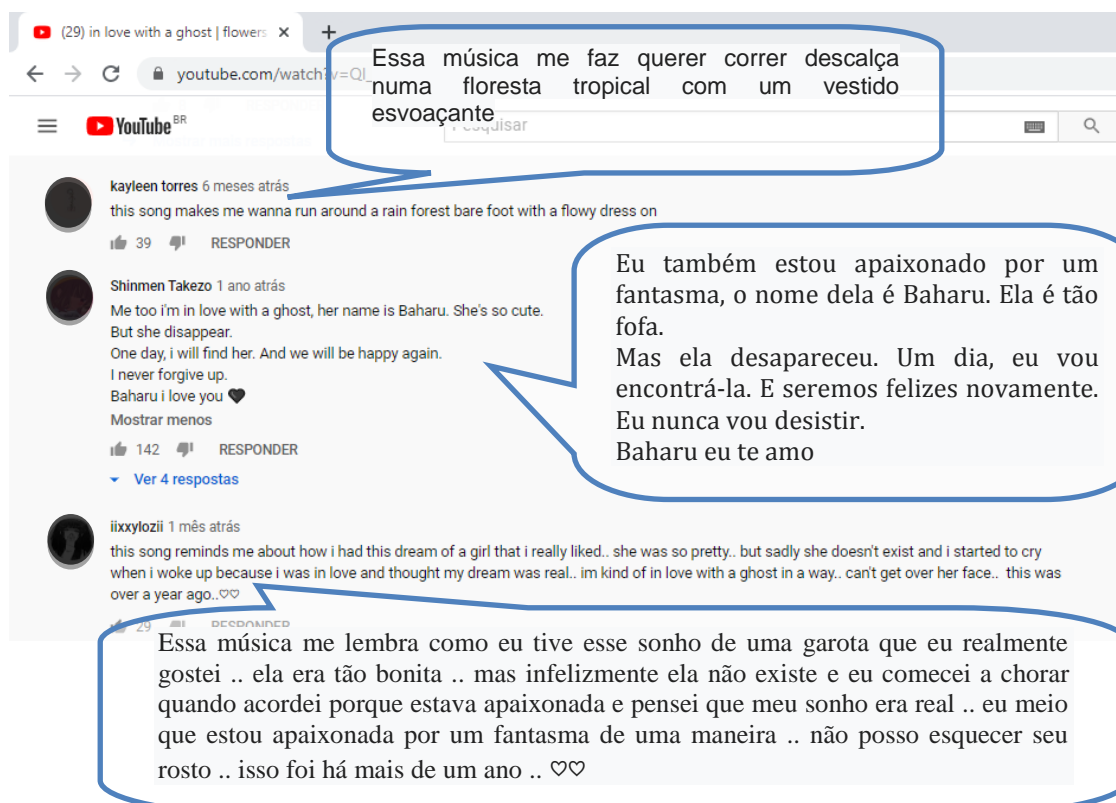 (29) in love with a ghost | flowers
youtube.com/watch?v=QI_
Essa música me faz querer correr descalça
numa floresta tropical com um vestido
esvoaçante
YouTube BR
Pesquisar
kayleen torres 6 meses atrás
this song makes me wanna run around a rain forest bare foot with a flowy dress on
39 RESPONDER
Shinmen Takezo 1 ano atrás
Me too i'm in love with a ghost, her name is Baharu. She's so cute.
But she disappear.
One day, i will find her. And we will be happy again.
I never forgive up.
Baharu i love you 🖤
Mostrar menos
142 RESPONDER
Ver 4 respostas
Eu também estou apaixonado por um
fantasma, o nome dela é Baharu. Ela é tão
fofa.
Mas ela desapareceu. Um dia, eu vou
encontrá-la. E seremos felizes novamente.
Eu nunca vou desistir.
Baharu eu te amo
iixxylozii 1 mês atrás
this song reminds me about how i had this dream of a girl that i really liked.. she was so pretty.. but sadly she doesn't exist and i started to cry
when i woke up because i was in love and thought my dream was real.. im kind of in love with a ghost in a way.. can't get over her face.. this was
over a year ago..♡♡
29 RESPONDER
Essa música me lembra como eu tive esse sonho de uma garota que eu realmente
gostei .. ela era tão bonita .. mas infelizmente ela não existe e eu comecei a chorar
quando acordei porque estava apaixonada e pensei que meu sonho era real .. eu meio
que estou apaixonada por um fantasma de uma maneira .. não posso esquecer seu
rosto .. isso foi há mais de um ano .. ♡♡